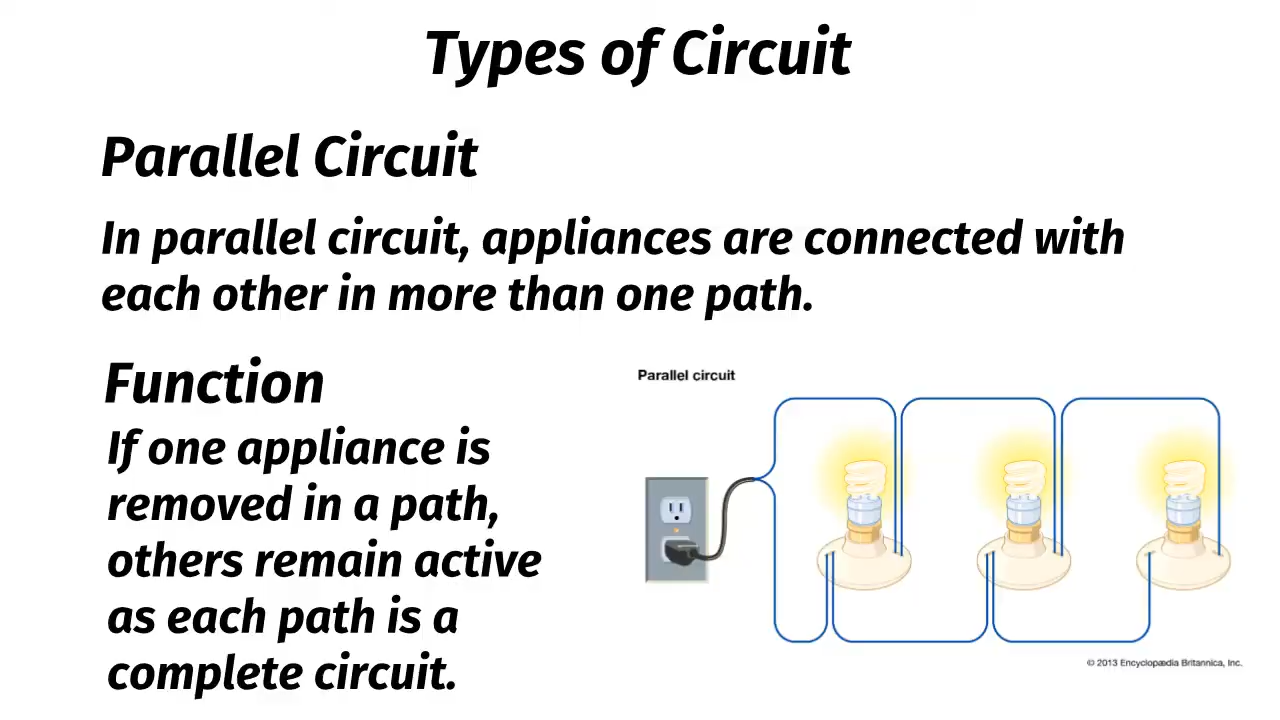 Types of Circuit
Parallel Circuit
In parallel circuit, appliances are connected with
each other in more than one path.
Function
If one appliance is
removed in a path,
others remain active
as each path is a
complete circuit.
Parallel circuit
© 2013 Encyclopædia Britannica, Inc.